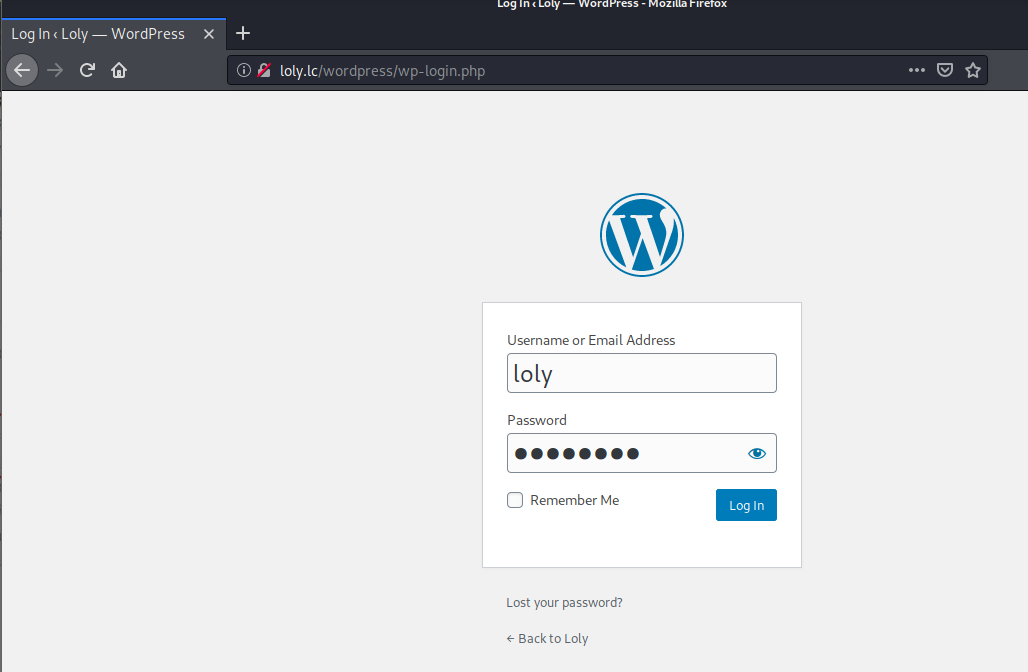 Log In ‹ Loly — WordPress - Mozilla Firefox
Log In ‹ Loly — WordPress
loly.lc/wordpress/wp-login.php
Username or Email Address
loly
Password
Remember Me
Log In
Lost your password?
← Back to Loly